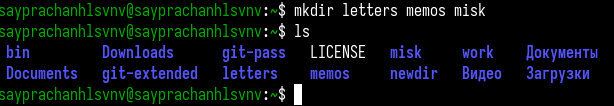 sayprachanhlsvnv@sayprachanhlsvnv:~$ mkdir letters memos misk
sayprachanhlsvnv@sayprachanhlsvnv:~$ ls
bin Downloads git-pass LICENSE misk work Документы
Documents git-extended letters memos newdir Видео Загрузки
sayprachanhlsvnv@sayprachanhlsvnv:~$